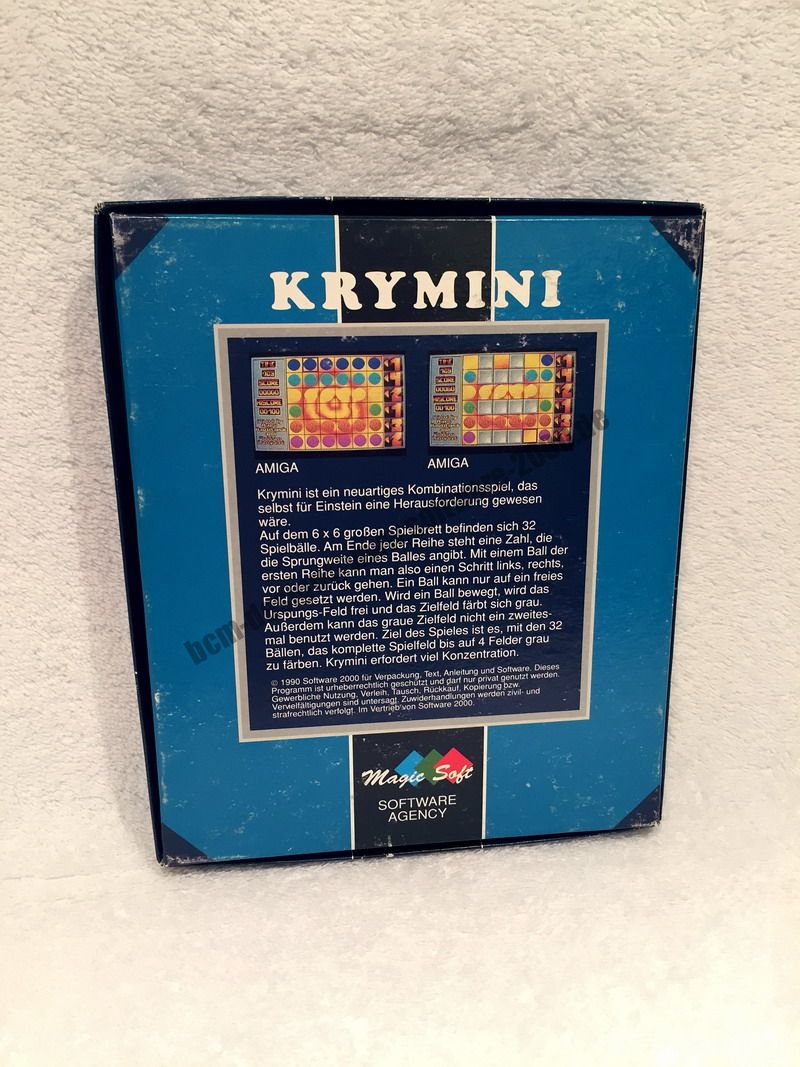 KRYMINI
AMIGA
AMIGA
Krymini ist ein neuartiges Kombinationsspiel, das
selbst für Einstein eine Herausforderung gewesen
wäre.
Auf dem 6 x 6 großen Spielbrett befinden sich 32
Spielbälle. Am Ende jeder Reihe steht eine Zahl, die
die Sprungweite eines Balles angibt. Mit einem Ball der
ersten Reihe kann man also einen Schritt links, rechts,
vor oder zurück gehen. Ein Ball kann nur auf ein freies
Feld gesetzt werden. Wird ein Ball bewegt, wird das
Urspungs-Feld frei und das Zielfeld färbt sich grau.
Außerdem kann das graue Zielfeld nicht ein zweites-
mal benutzt werden. Ziel des Spieles ist es, mit den 32
Bällen, das komplette Spielfeld bis auf 4 Felder grau
zu färben. Krymini erfordert viel Konzentration.
© 1990 Software 2000 für Verpackung, Text, Anleitung und Software. Dieses
Programm ist urheberrechtlich geschützt und darf nur privat genutzt werden.
Gewerbliche Nutzung, Verleih, Tausch, Rückkauf, Kopierung bzw.
Vervielfältigungen sind untersagt. Zuwiderhandlungen werden zivil- und
strafrechtlich verfolgt. Im Vertrieb von Software 2000.
Magic Soft
SOFTWARE
AGENCY